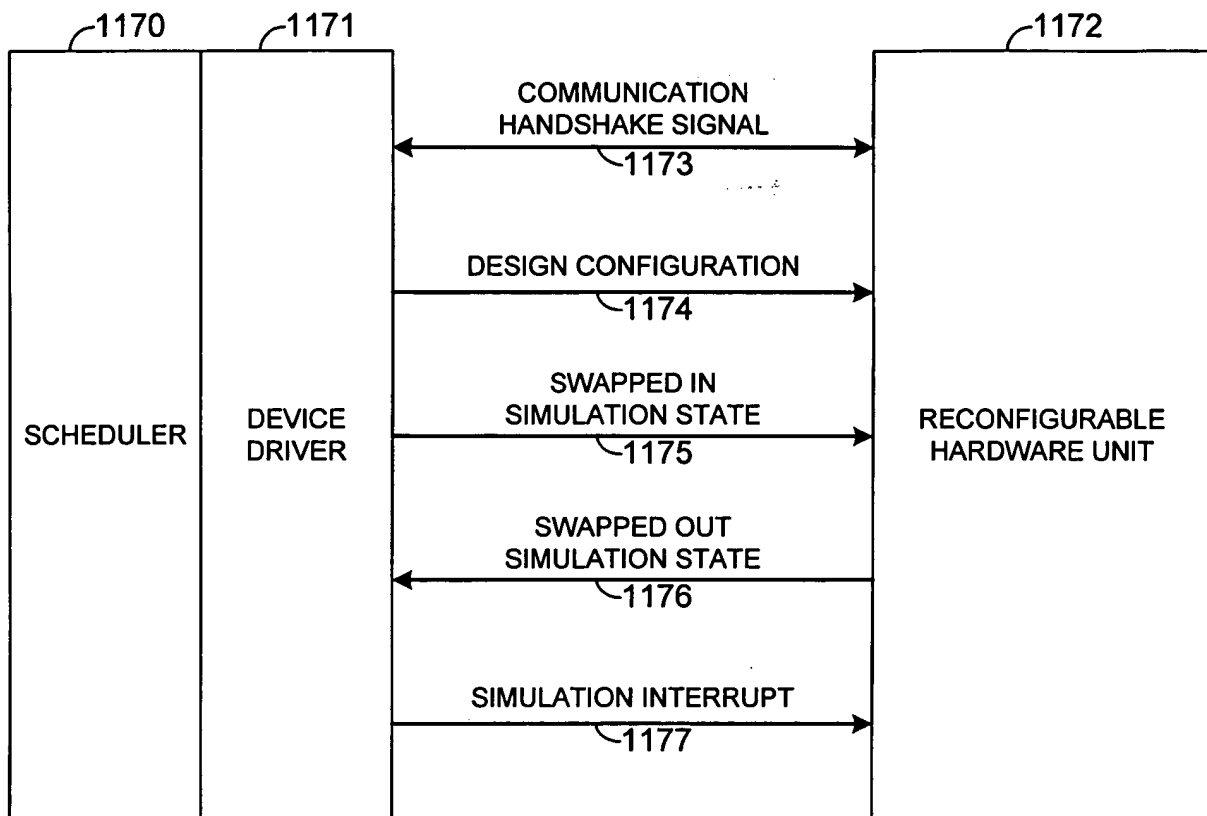 1170
1171
1172
COMMUNICATION
HANDSHAKE SIGNAL
1173
DESIGN CONFIGURATION
1174
SCHEDULER
DEVICE
DRIVER
SWAPPED IN
SIMULATION STATE
1175
RECONFIGURABLE
HARDWARE UNIT
SWAPPED OUT
SIMULATION STATE
1176
SIMULATION INTERRUPT
1177